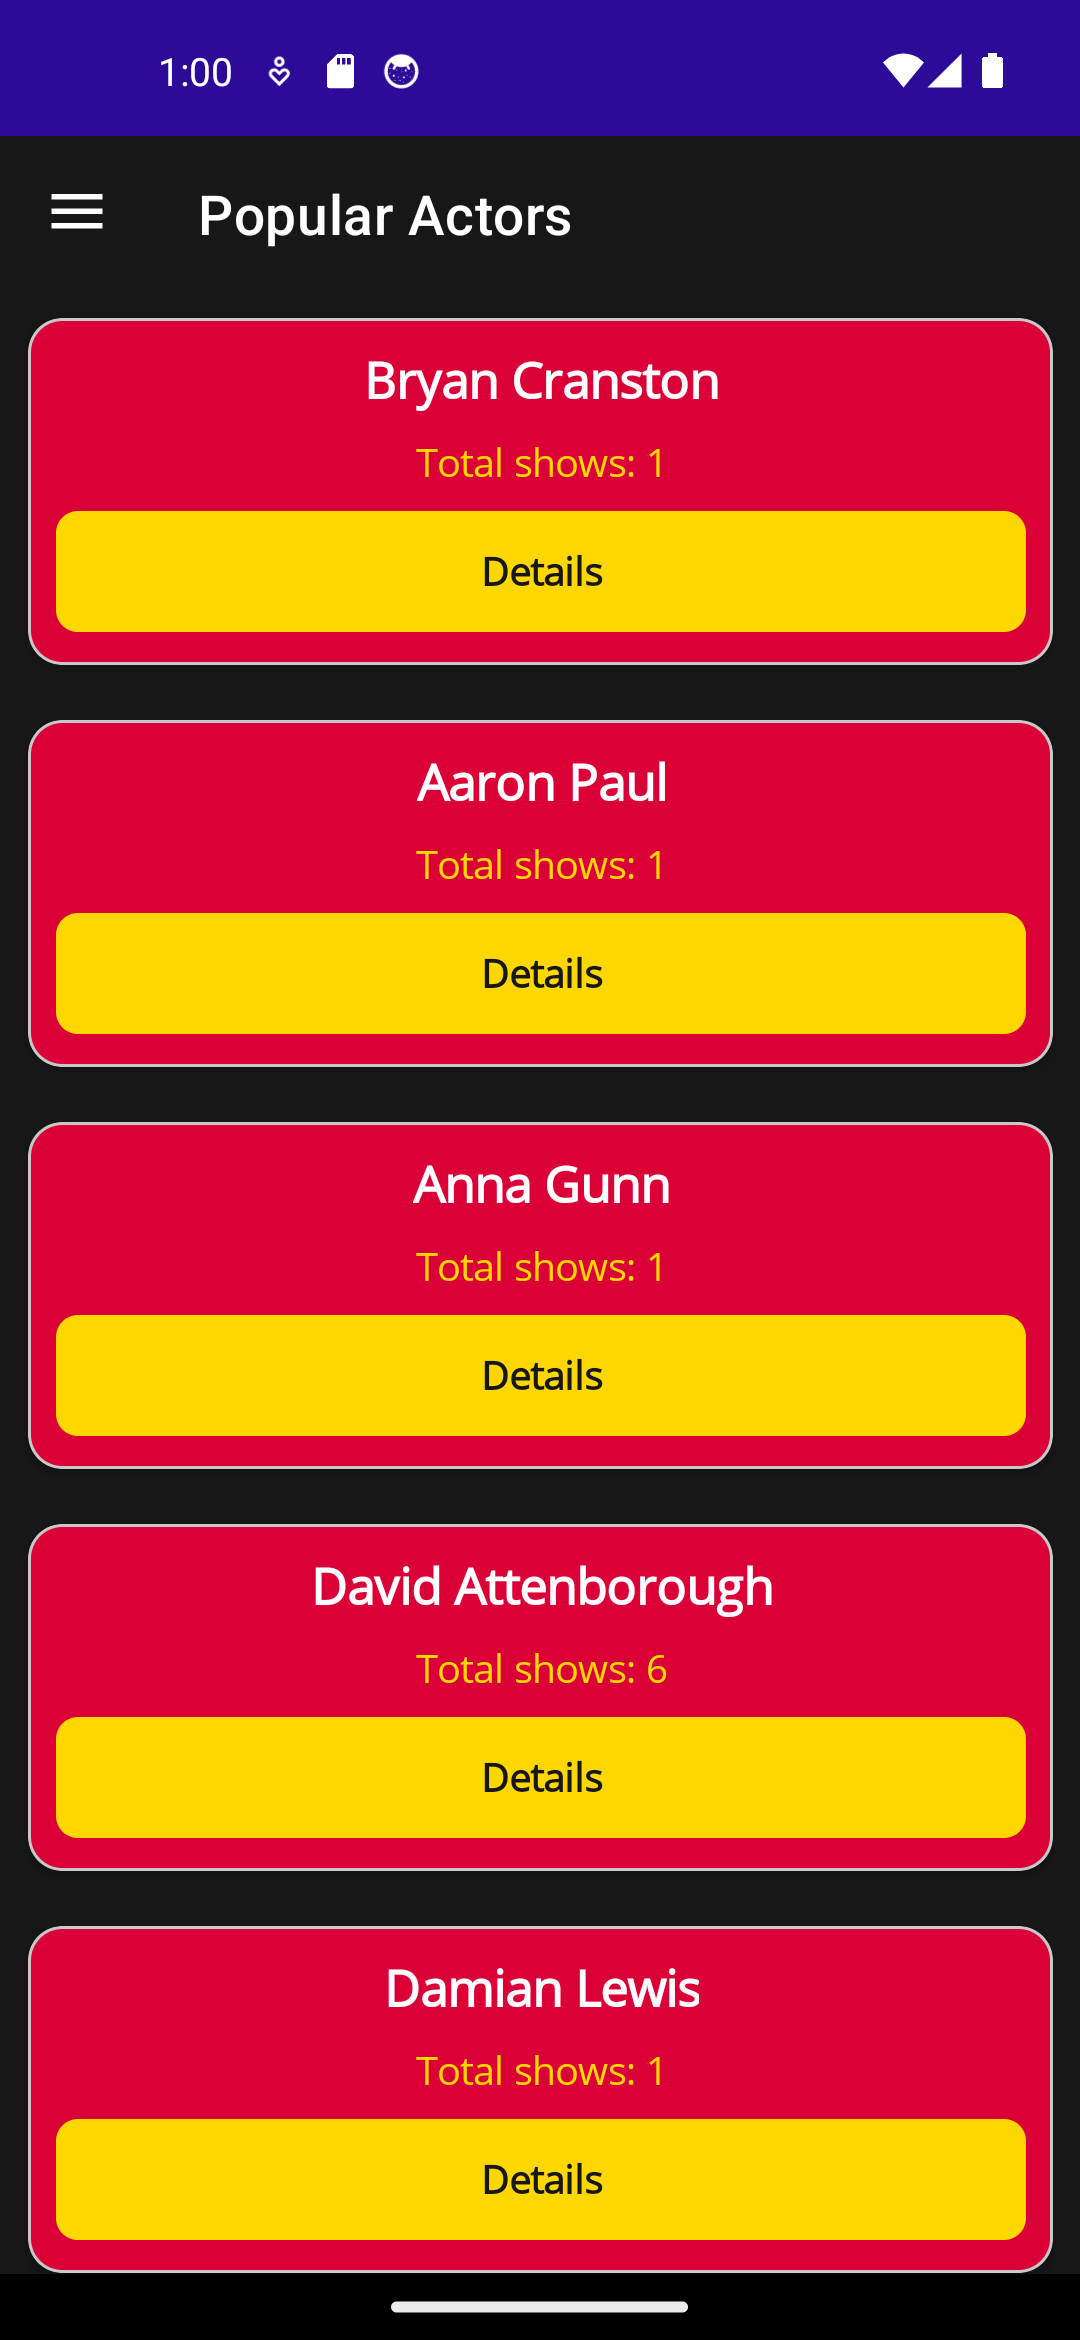 1:00
Popular Actors
Bryan Cranston
Total shows: 1
Details
Aaron Paul
Total shows: 1
Details
Anna Gunn
Total shows: 1
Details
David Attenborough
Total shows: 6
Details
Damian Lewis
Total shows: 1
Details